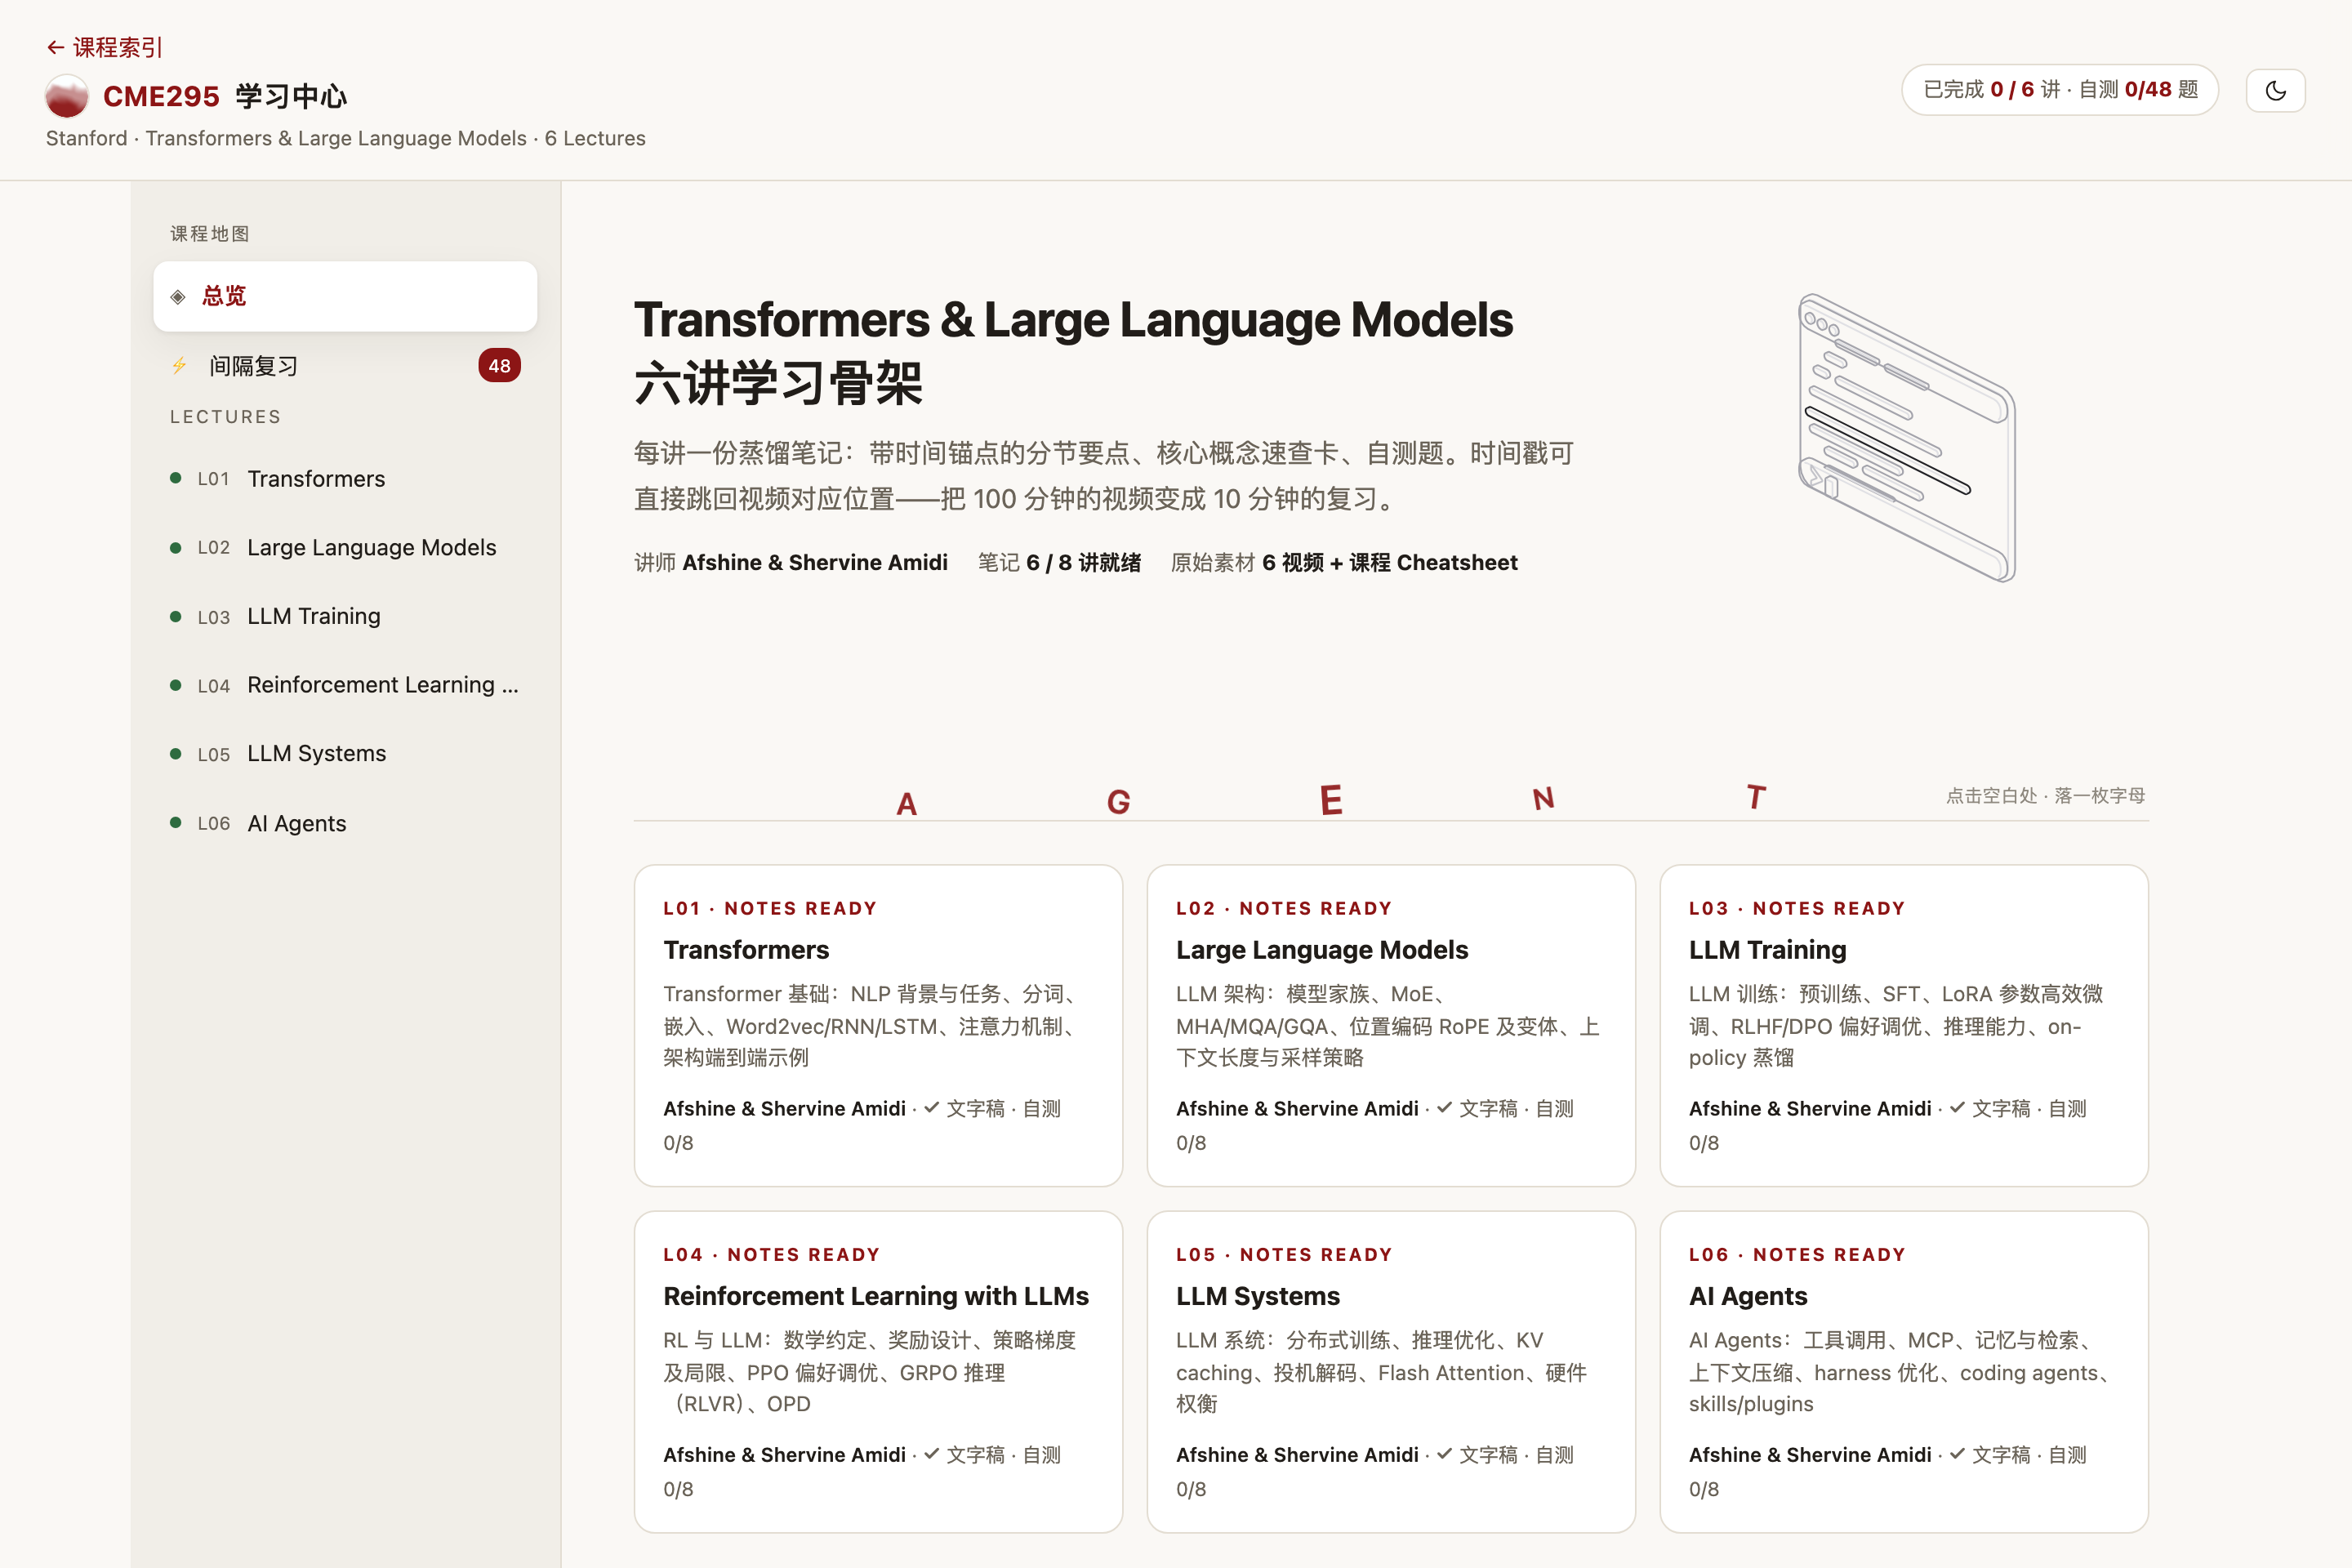 ← 课程索引
CME295 学习中心
Stanford · Transformers & Large Language Models · 6 Lectures
已完成 0 / 6 讲 · 自测 0/48 题
课程地图
◈ 总览
⚡ 间隔复习 48
LECTURES
L01 Transformers
L02 Large Language Models
L03 LLM Training
L04 Reinforcement Learning ...
L05 LLM Systems
L06 AI Agents
Transformers & Large Language Models
六讲学习骨架
每讲一份蒸馏笔记：带时间锚点的分节要点、核心概念速查卡、自测题。时间戳可
直接跳回视频对应位置——把 100 分钟的视频变成 10 分钟的复习。
讲师 Afshine & Shervine Amidi 笔记 6 / 8 讲就绪 原始素材 6 视频 + 课程 Cheatsheet
A G E N T
点击空白处 · 落一枚字母
L01 · NOTES READY
Transformers
Transformer 基础：NLP 背景与任务、分词、
嵌入、Word2vec/RNN/LSTM、注意力机制、
架构端到端示例
Afshine & Shervine Amidi · ✓ 文字稿 · 自测
0/8
L02 · NOTES READY
Large Language Models
LLM 架构：模型家族、MoE、
MHA/MQA/GQA、位置编码 RoPE 及变体、上
下文长度与采样策略
Afshine & Shervine Amidi · ✓ 文字稿 · 自测
0/8
L03 · NOTES READY
LLM Training
LLM 训练：预训练、SFT、LoRA 参数高效微
调、RLHF/DPO 偏好调优、推理能力、on-
policy 蒸馏
Afshine & Shervine Amidi · ✓ 文字稿 · 自测
0/8
L04 · NOTES READY
Reinforcement Learning with LLMs
RL 与 LLM：数学约定、奖励设计、策略梯度
及局限、PPO 偏好调优、GRPO 推理
（RLVR）、OPD
Afshine & Shervine Amidi · ✓ 文字稿 · 自测
0/8
L05 · NOTES READY
LLM Systems
LLM 系统：分布式训练、推理优化、KV
caching、投机解码、Flash Attention、硬件
权衡
Afshine & Shervine Amidi · ✓ 文字稿 · 自测
0/8
L06 · NOTES READY
AI Agents
AI Agents：工具调用、MCP、记忆与检索、
上下文压缩、harness 优化、coding agents、
skills/plugins
Afshine & Shervine Amidi · ✓ 文字稿 · 自测
0/8